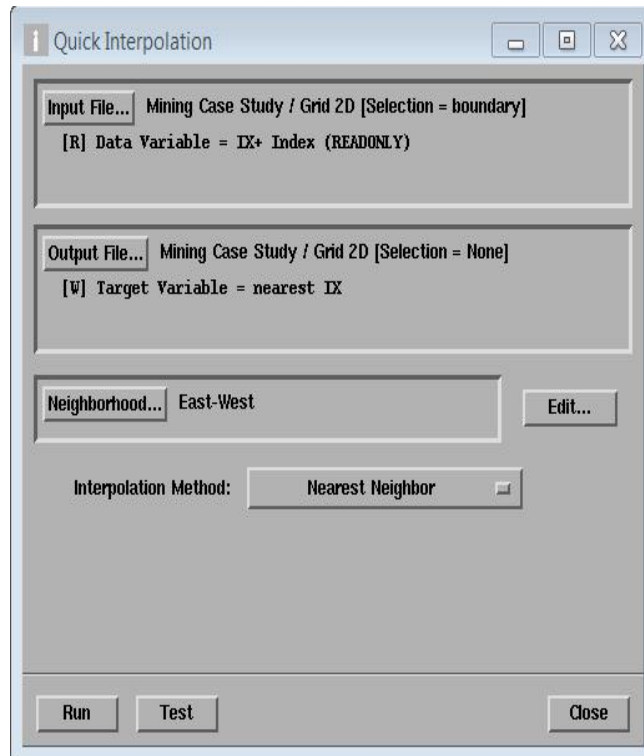 Quick Interpolation
Input File... Mining Case Study / Grid 2D [Selection = boundary]
[R] Data Variable = IX+ Index (READONLY)
Output File... Mining Case Study / Grid 2D [Selection = None]
[W] Target Variable = nearest IX
Neighborhood... East-West Edit...
Interpolation Method: Nearest Neighbor
Run Test Close